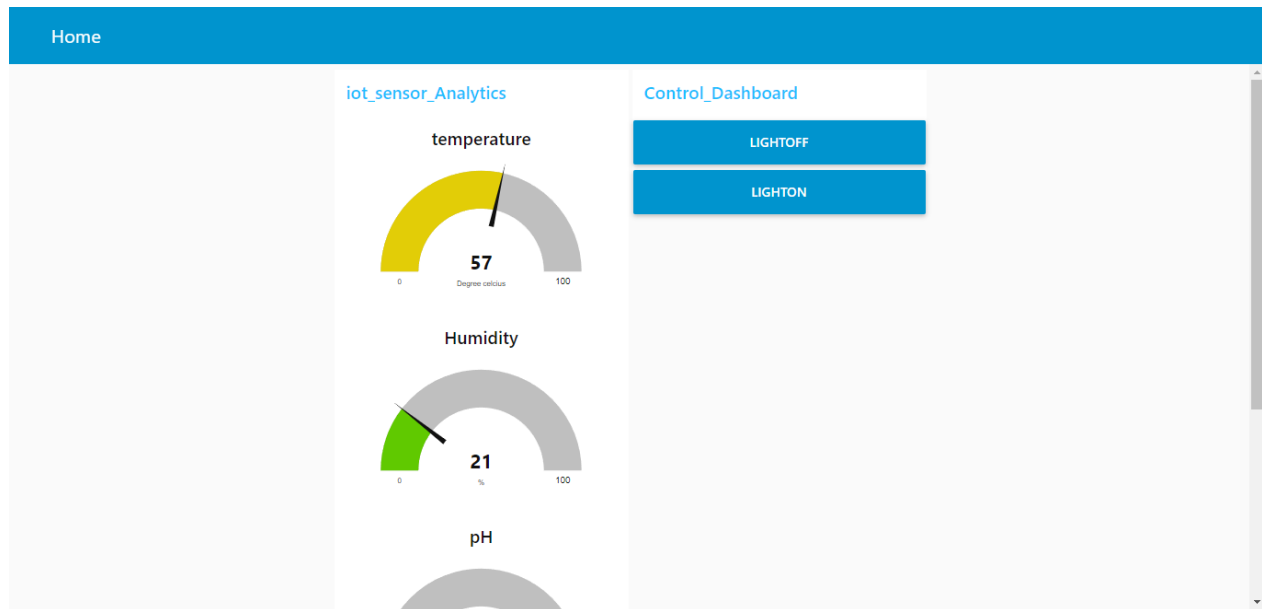 Home
iot_sensor_Analytics
temperature
57
Degree celcius
0
100
Humidity
21
%
0
100
pH
Control_Dashboard
LIGHTOFF
LIGHTON